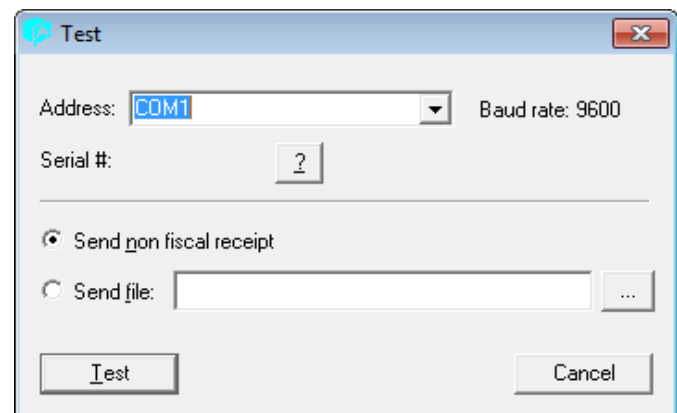 Test
Address: COM1 Baud rate: 9600
Serial #: ?
Send non fiscal receipt
Send file: ...
Test Cancel